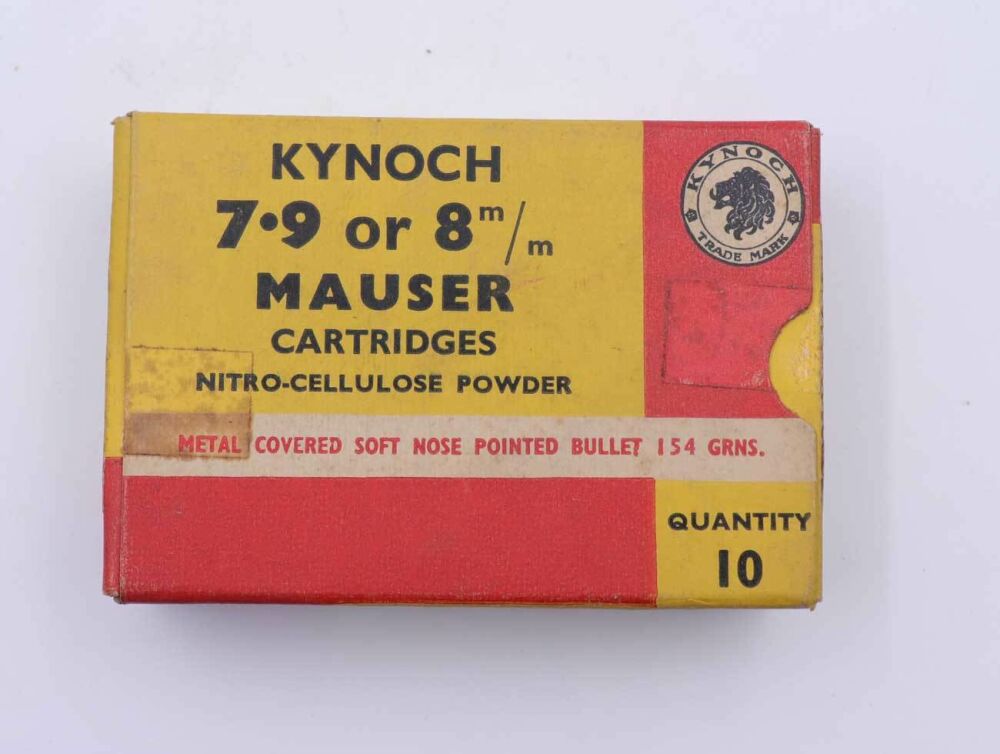 KYNOCH
7·9 or 8 m/m
MAUSER
CARTRIDGES
NITRO-CELLULOSE POWDER
KYNOCH
TRADE MARK
METAL COVERED SOFT NOSE POINTED BULLET 154 GRNS.
QUANTITY
10